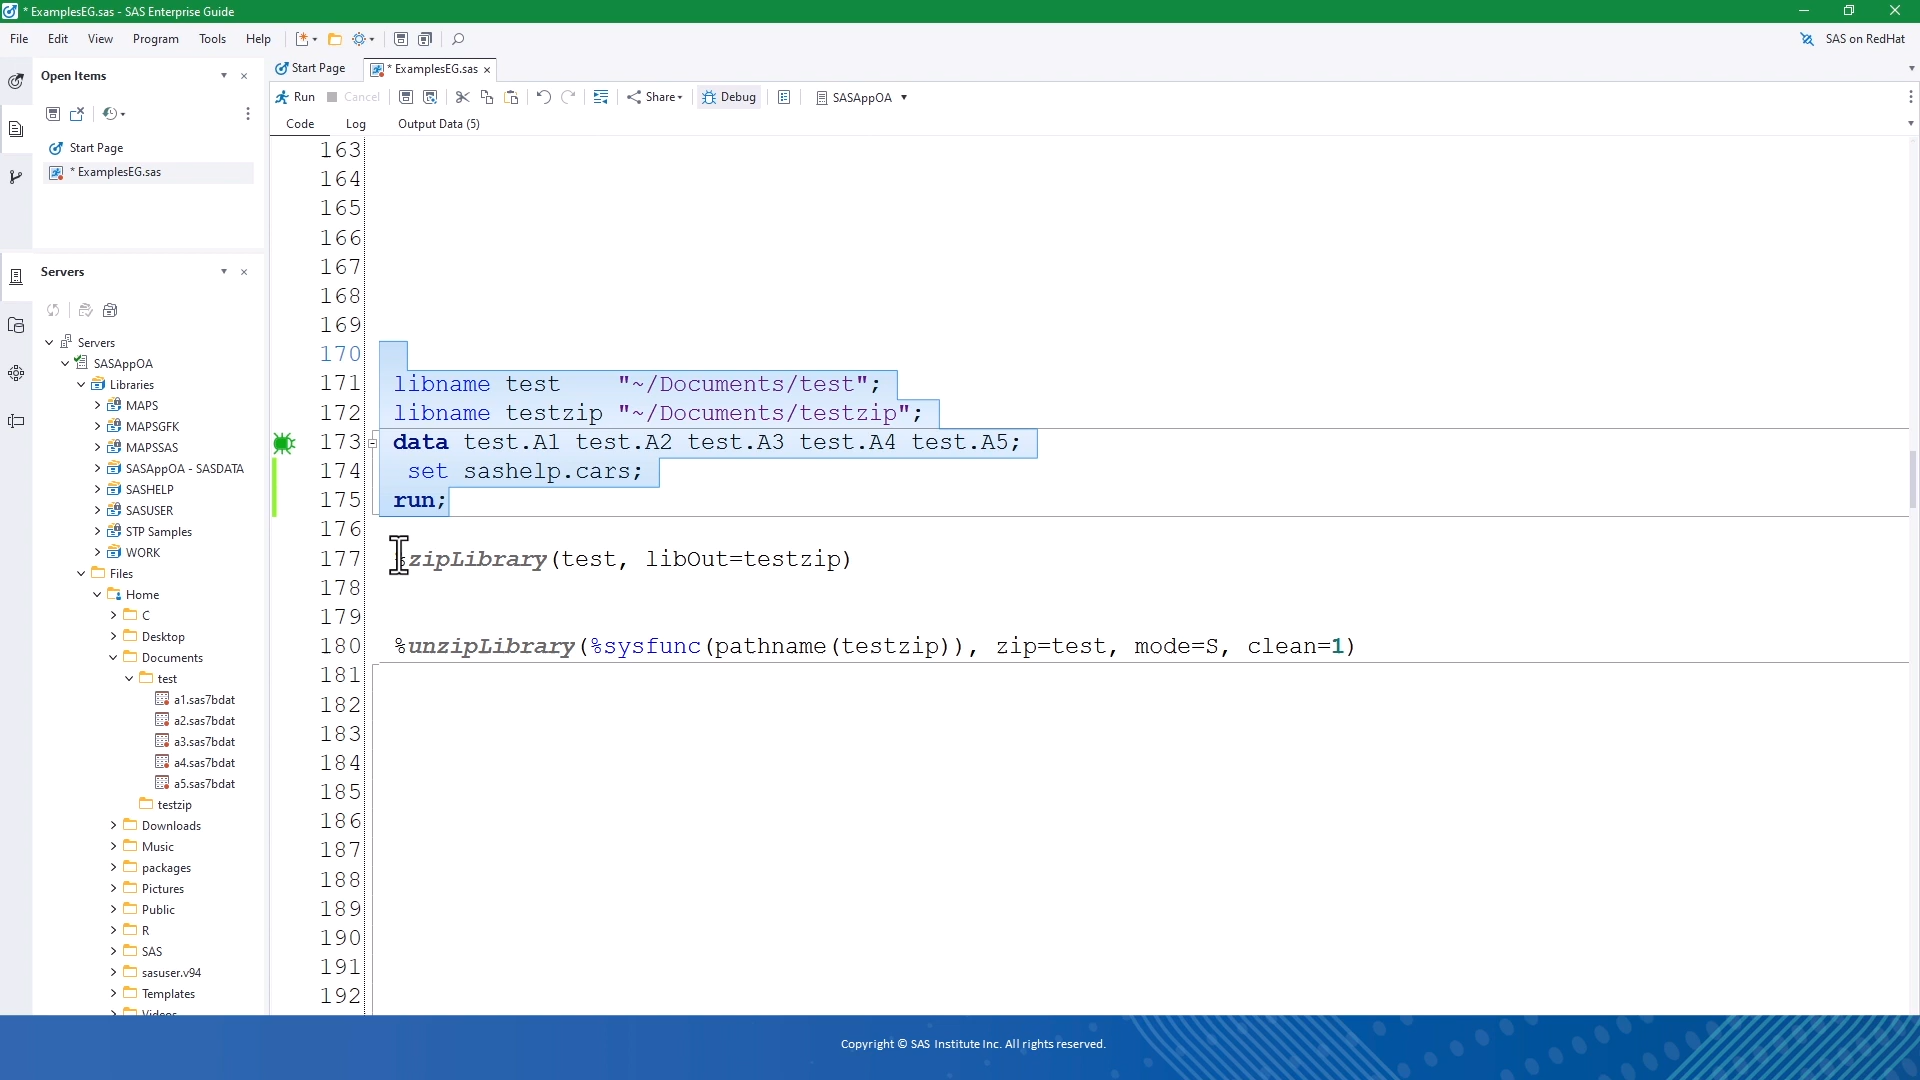 * ExamplesEG.sas - SAS Enterprise Guide
File Edit View Program Tools Help
SAS on RedHat
Open Items
Start Page
* ExamplesEG.sas
Start Page
* ExamplesEG.sas
Run Cancel Share Debug SASAppOA
Code Log Output Data (5)
Servers
Servers
SASAppOA
Libraries
MAPS
MAPSGFK
MAPSSAS
SASAppOA - SASDATA
SASHELP
SASUSER
STP Samples
WORK
Files
Home
C
Desktop
Documents
test
a1.sas7bdat
a2.sas7bdat
a3.sas7bdat
a4.sas7bdat
a5.sas7bdat
testzip
Downloads
Music
packages
Pictures
Public
R
SAS
sasuser.v94
Templates
Videos
163
164
165
166
167
168
169
170
171 libname test "~/Documents/test";
172 libname testzip "~/Documents/testzip";
173 data test.A1 test.A2 test.A3 test.A4 test.A5;
174 set sashelp.cars;
175 run;
176
177 %zipLibrary(test, libOut=testzip)
178
179
180 %unzipLibrary(%sysfunc(pathname(testzip)), zip=test, mode=S, clean=1)
181
182
183
184
185
186
187
188
189
190
191
192
Copyright © SAS Institute Inc. All rights reserved.